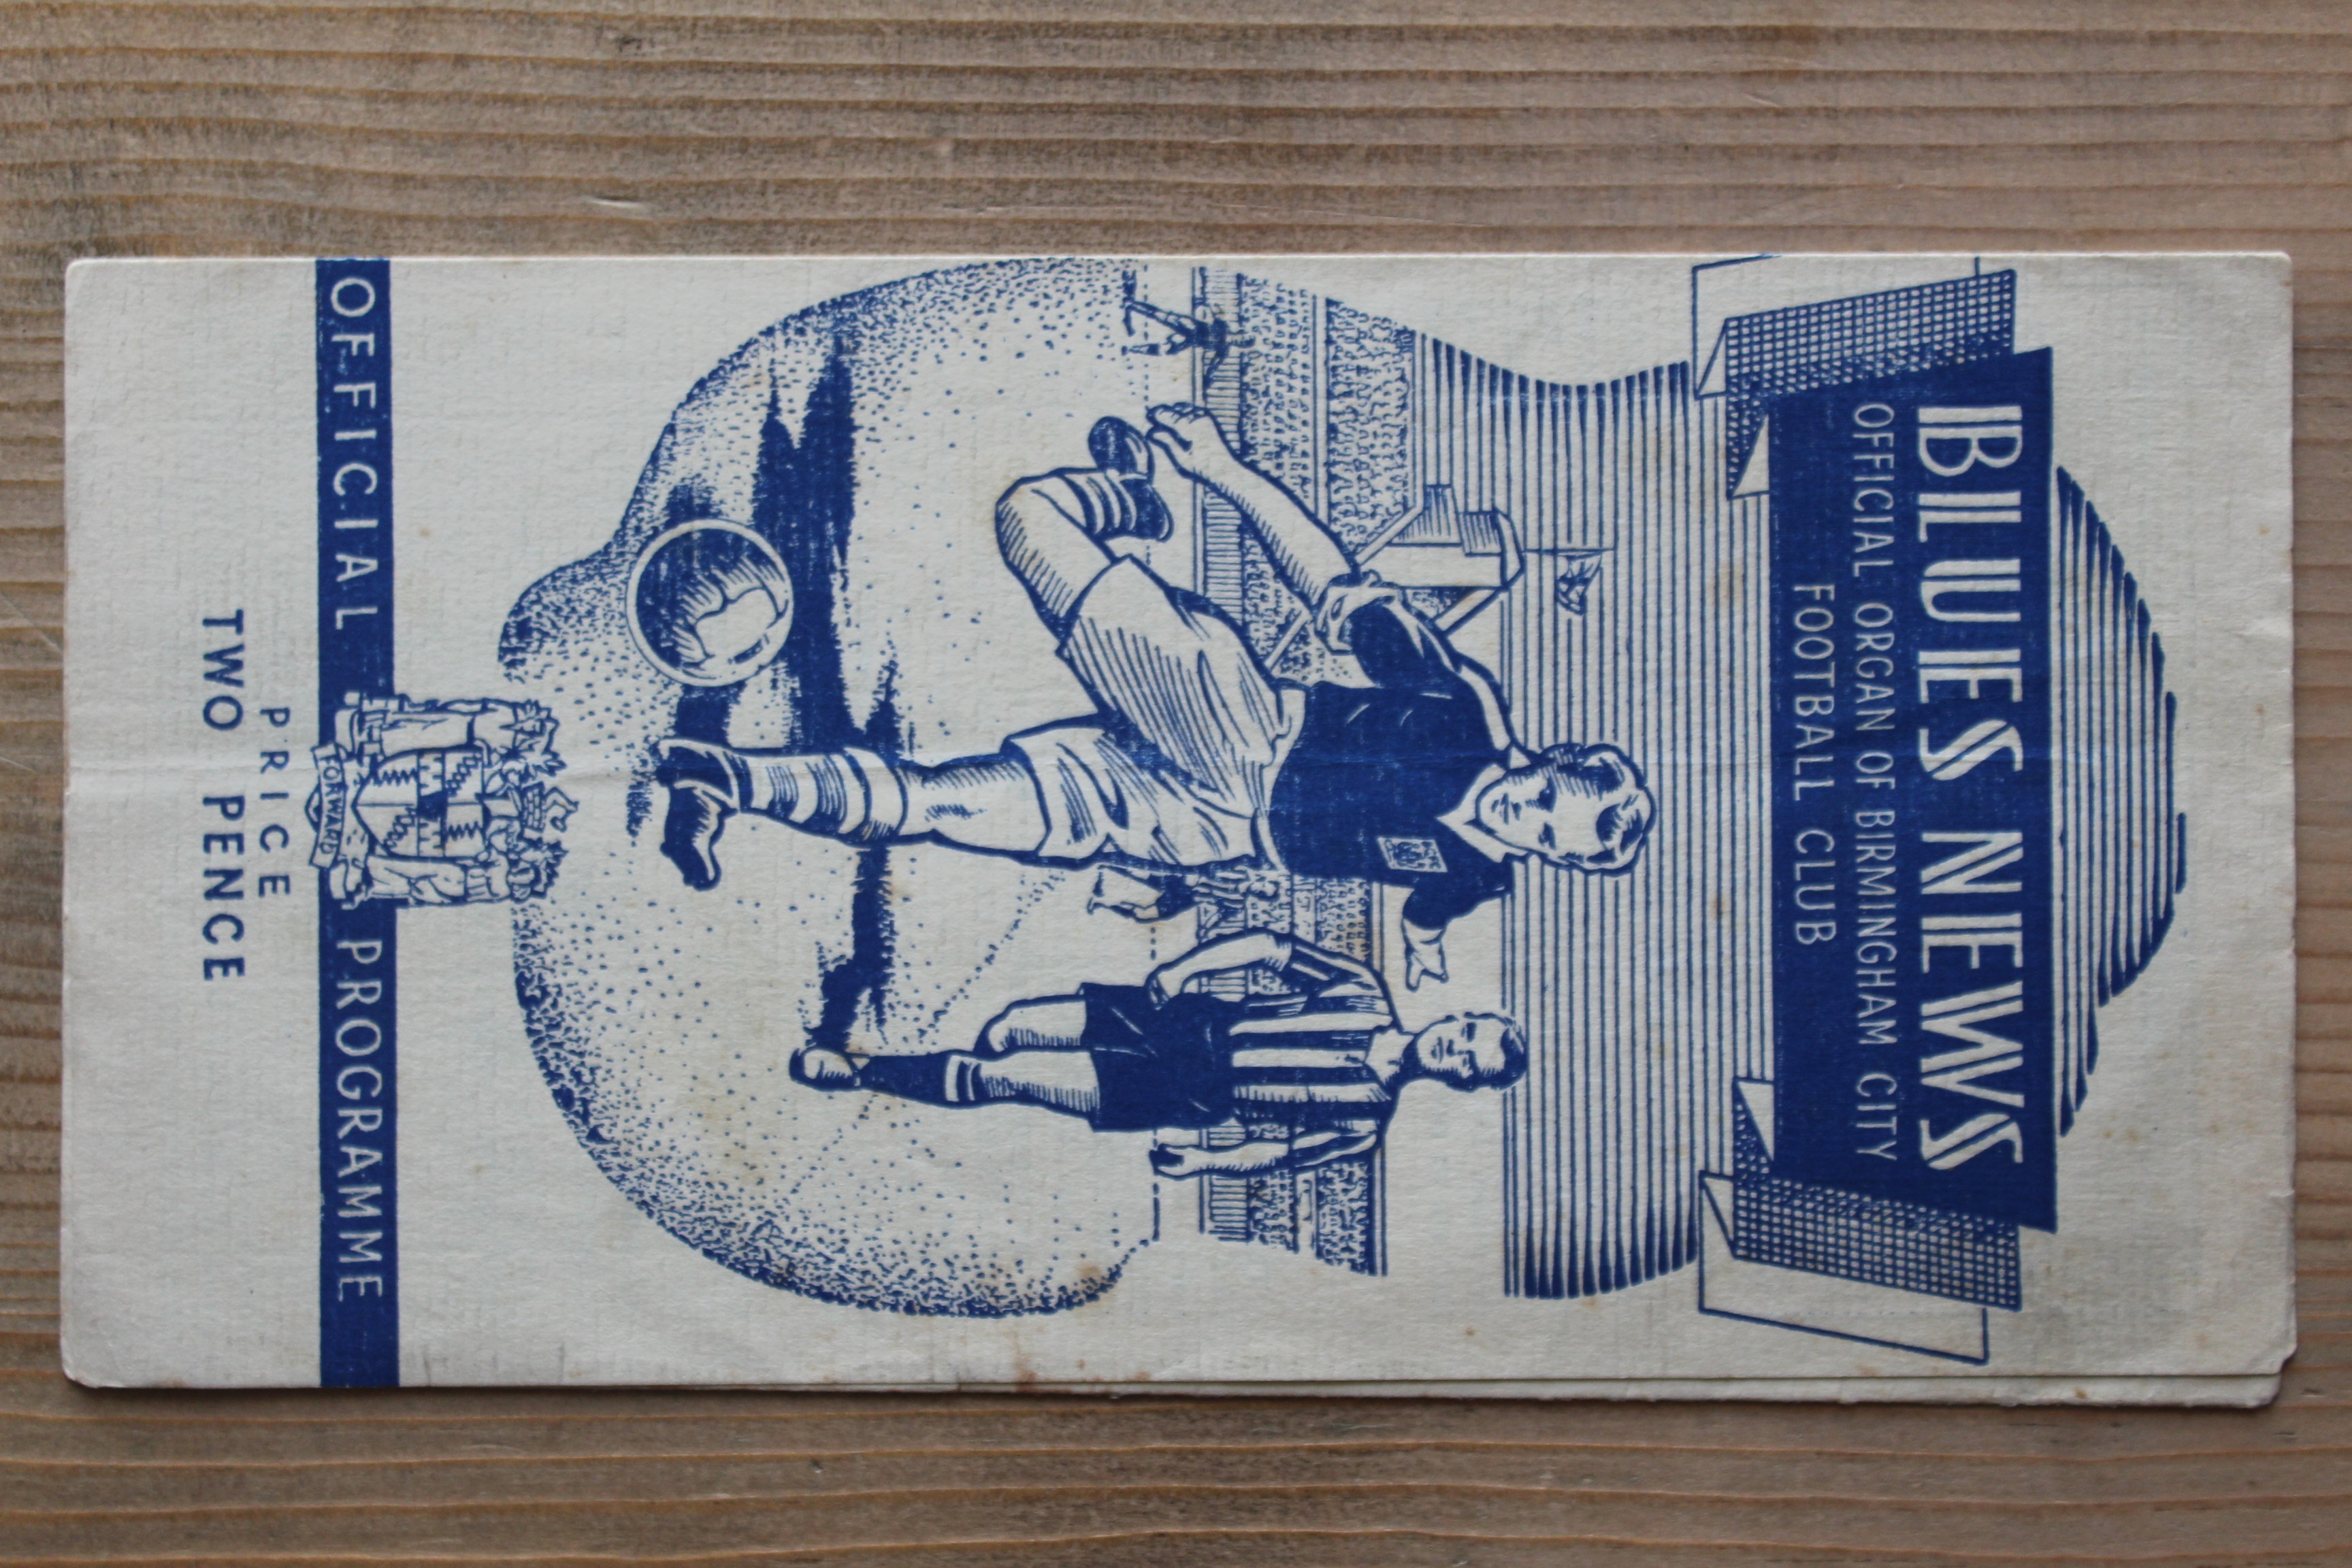 BLUES NEWS
OFFICIAL ORGAN OF BIRMINGHAM CITY
FOOTBALL CLUB
FORWARD
OFFICIAL PROGRAMME
PRICE
TWO PENCE